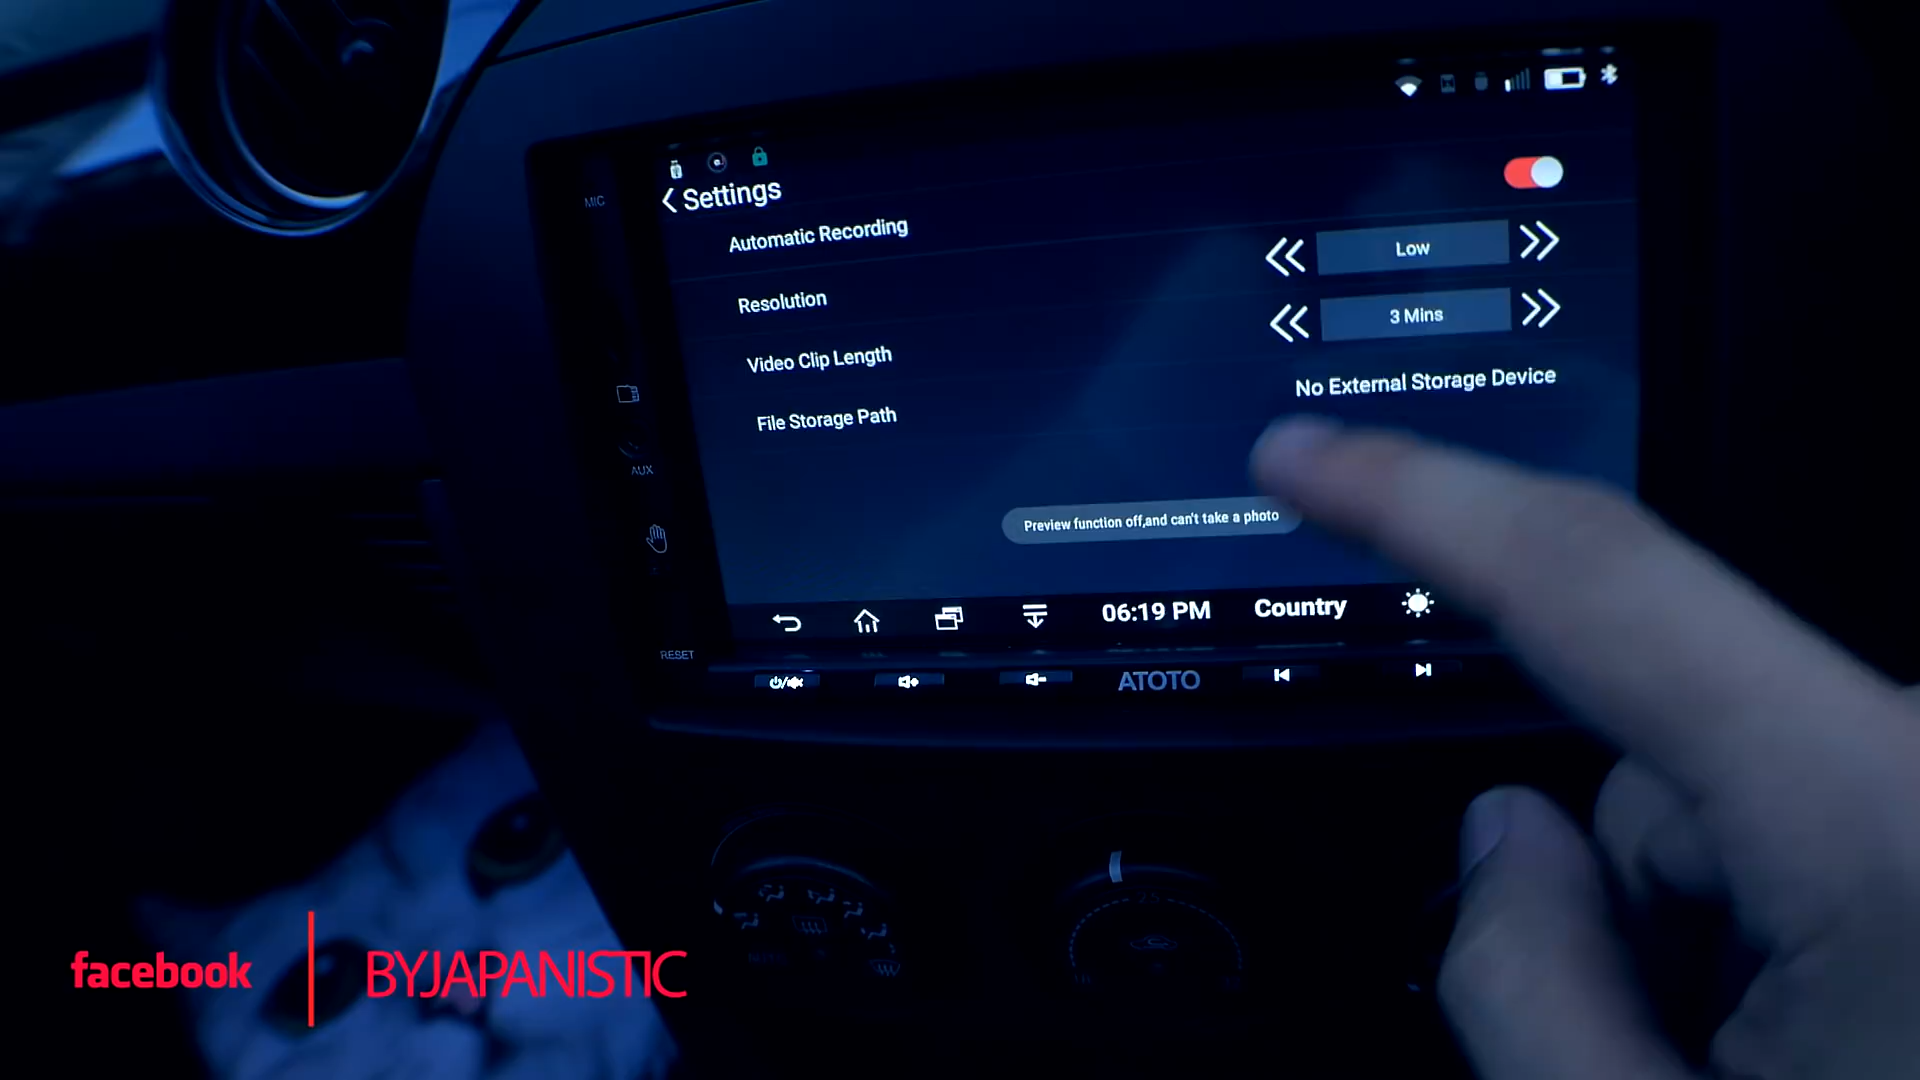 MIC
Settings
Automatic Recording
Resolution
Low
Video Clip Length
3 Mins
File Storage Path
No External Storage Device
AUX
Preview function off,and can't take a photo
06:19 PM
Country
RESET
ATOTO
25
facebook
BYJAPANISTIC